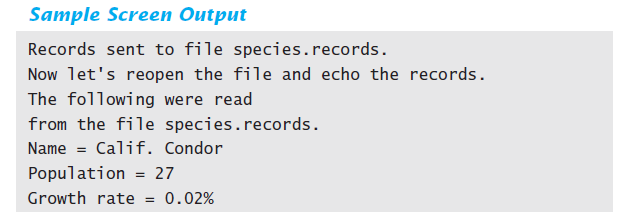 Sample Screen Output
Records sent to file species.records.
Now let's reopen the file and echo the records.
The following were read
from the file species.records.
Name = Calif. Condor
Population = 27
Growth rate = 0.02%